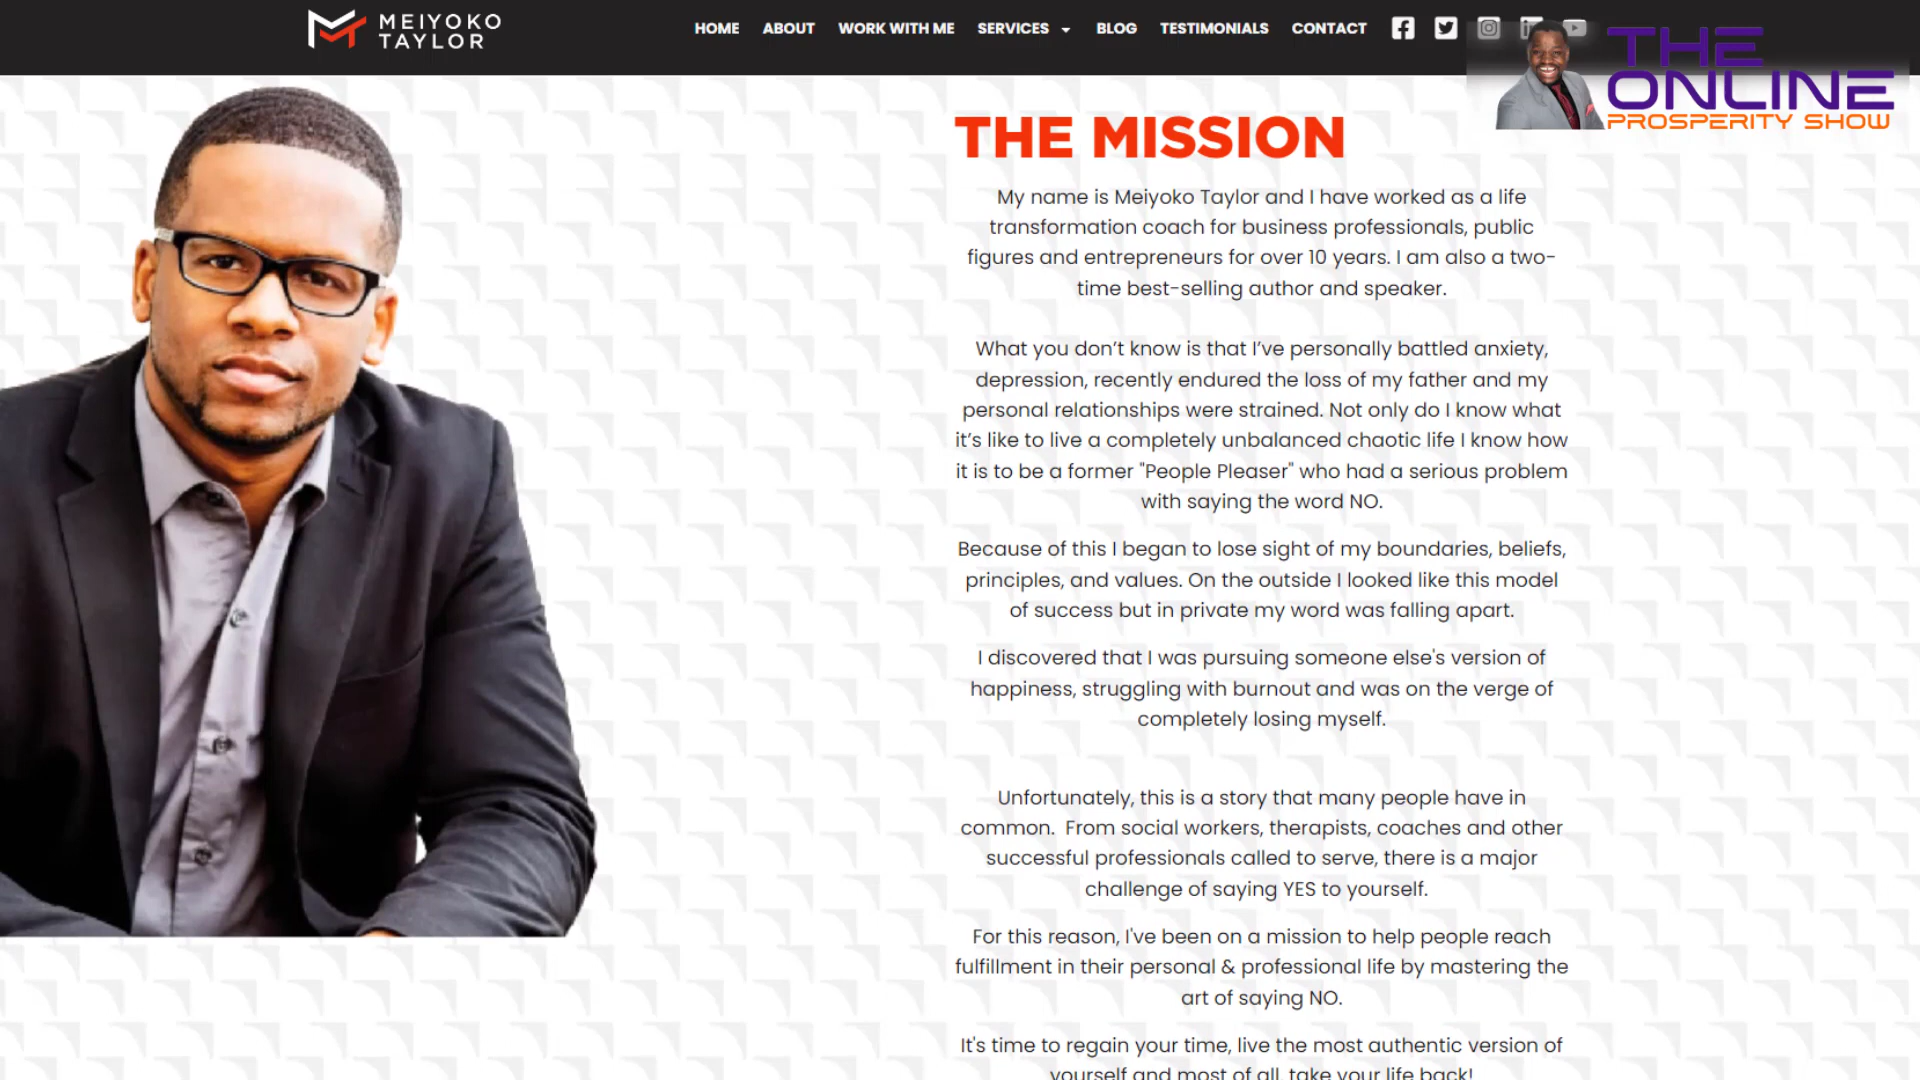 MEIYOKO
TAYLOR
HOME ABOUT WORK WITH ME SERVICES BLOG TESTIMONIALS CONTACT
THE
ONLINE
PROSPERITY SHOW
THE MISSION
My name is Meiyoko Taylor and I have worked as a life
transformation coach for business professionals, public
figures and entrepreneurs for over 10 years. I am also a two-
time best-selling author and speaker.
What you don’t know is that I’ve personally battled anxiety,
depression, recently endured the loss of my father and my
personal relationships were strained. Not only do I know what
it’s like to live a completely unbalanced chaotic life I know how
it is to be a former "People Pleaser" who had a serious problem
with saying the word NO.
Because of this I began to lose sight of my boundaries, beliefs,
principles, and values. On the outside I looked like this model
of success but in private my word was falling apart.
I discovered that I was pursuing someone else's version of
happiness, struggling with burnout and was on the verge of
completely losing myself.
Unfortunately, this is a story that many people have in
common.  From social workers, therapists, coaches and other
successful professionals called to serve, there is a major
challenge of saying YES to yourself.
For this reason, I've been on a mission to help people reach
fulfillment in their personal & professional life by mastering the
art of saying NO.
It's time to regain your time, live the most authentic version of
yourself and most of all, take your life back!